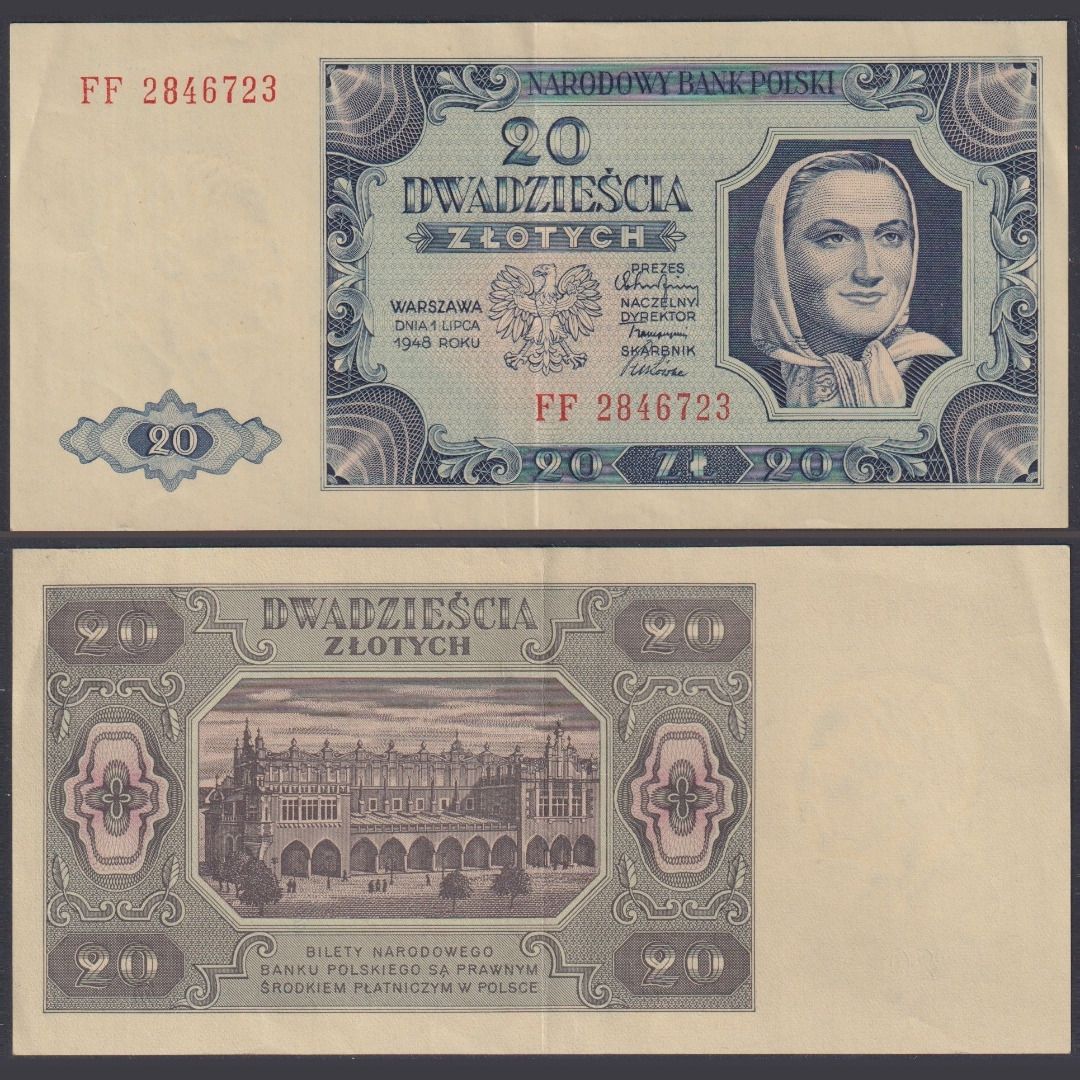 FF 2846723
NARODOWY BANK POLSKI
20
DWADZIEŚCIA
ZŁOTYCH
WARSZAWA
DNIA 1 LIPCA
1948 ROKU
PREZES
NACZELNY
DYREKTOR
SKARBNIK
FF 2846723
20
20 ZŁ 20
20 DWADZIEŚCIA 20
ZŁOTYCH
20 20
BILETY NARODOWEGO
BANKU POLSKIEGO SĄ PRAWNYM
ŚRODKIEM PŁATNICZYM W POLSCE